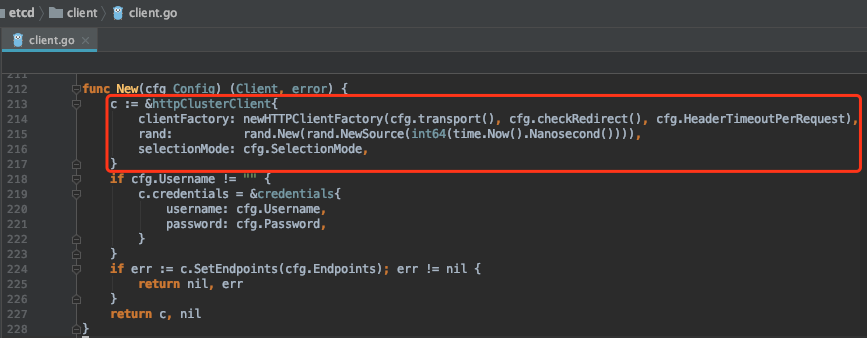 etcd client client.go
client.go
211
212 func New(cfg Config) (Client, error) {
213 c := &httpClusterClient{
214 clientFactory: newHTTPClientFactory(cfg.transport(), cfg.checkRedirect(), cfg.HeaderTimeoutPerRequest),
215 rand: rand.New(rand.NewSource(int64(time.Now().Nanosecond()))),
216 selectionMode: cfg.SelectionMode,
217 }
218 if cfg.Username != "" {
219 c.credentials = &credentials{
220 username: cfg.Username,
221 password: cfg.Password,
222 }
223 }
224 if err := c.SetEndpoints(cfg.Endpoints); err != nil {
225 return nil, err
226 }
227 return c, nil
228 }